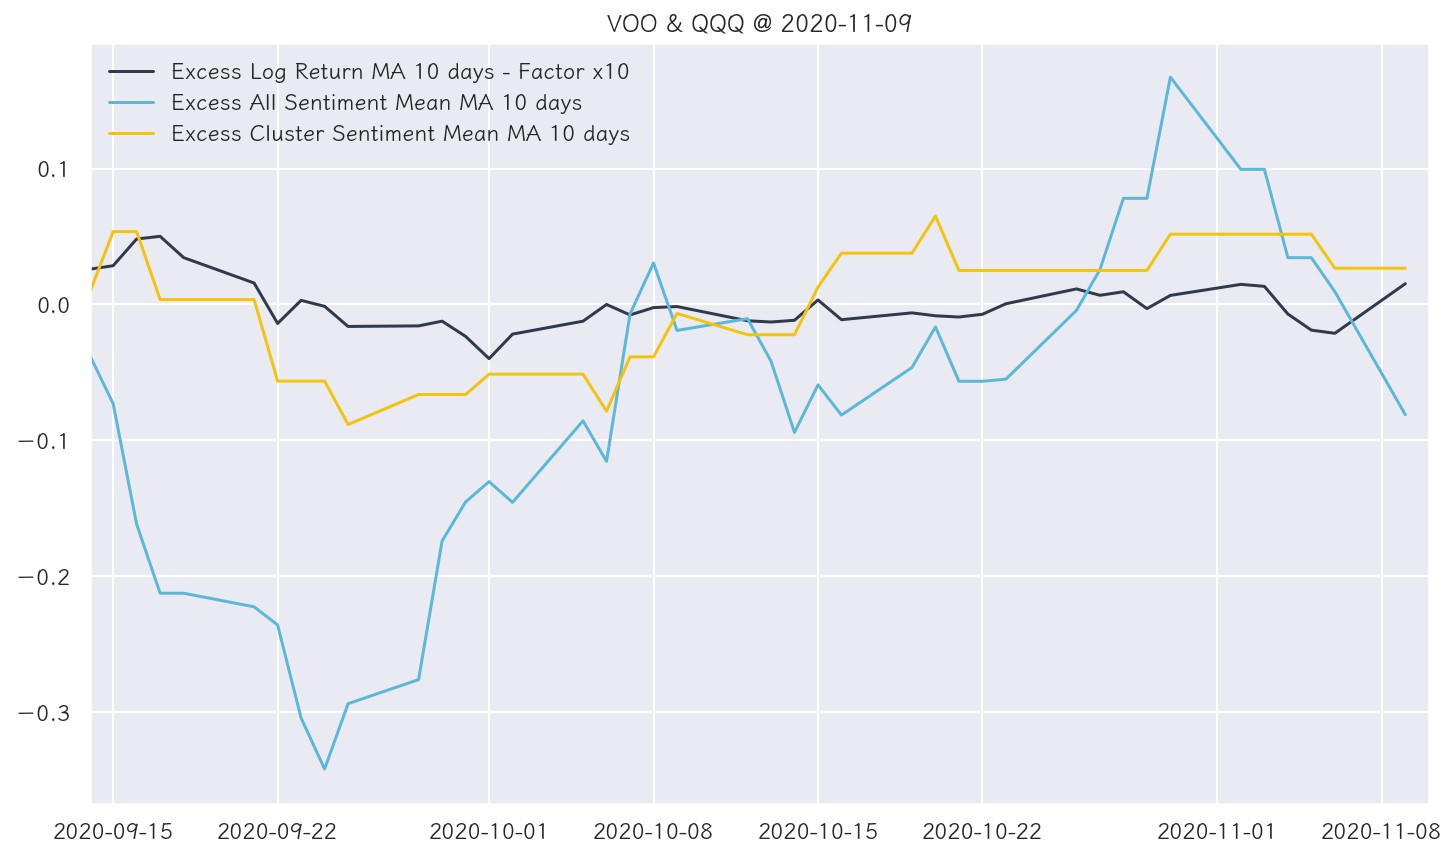 VOO & QQQ @ 2020-11-09
Excess Log Return MA 10 days - Factor x10
Excess All Sentiment Mean MA 10 days
Excess Cluster Sentiment Mean MA 10 days
0.1
0.0
−0.1
−0.2
−0.3
2020-09-15 2020-09-22 2020-10-01 2020-10-08 2020-10-15 2020-10-22 2020-11-01 2020-11-08